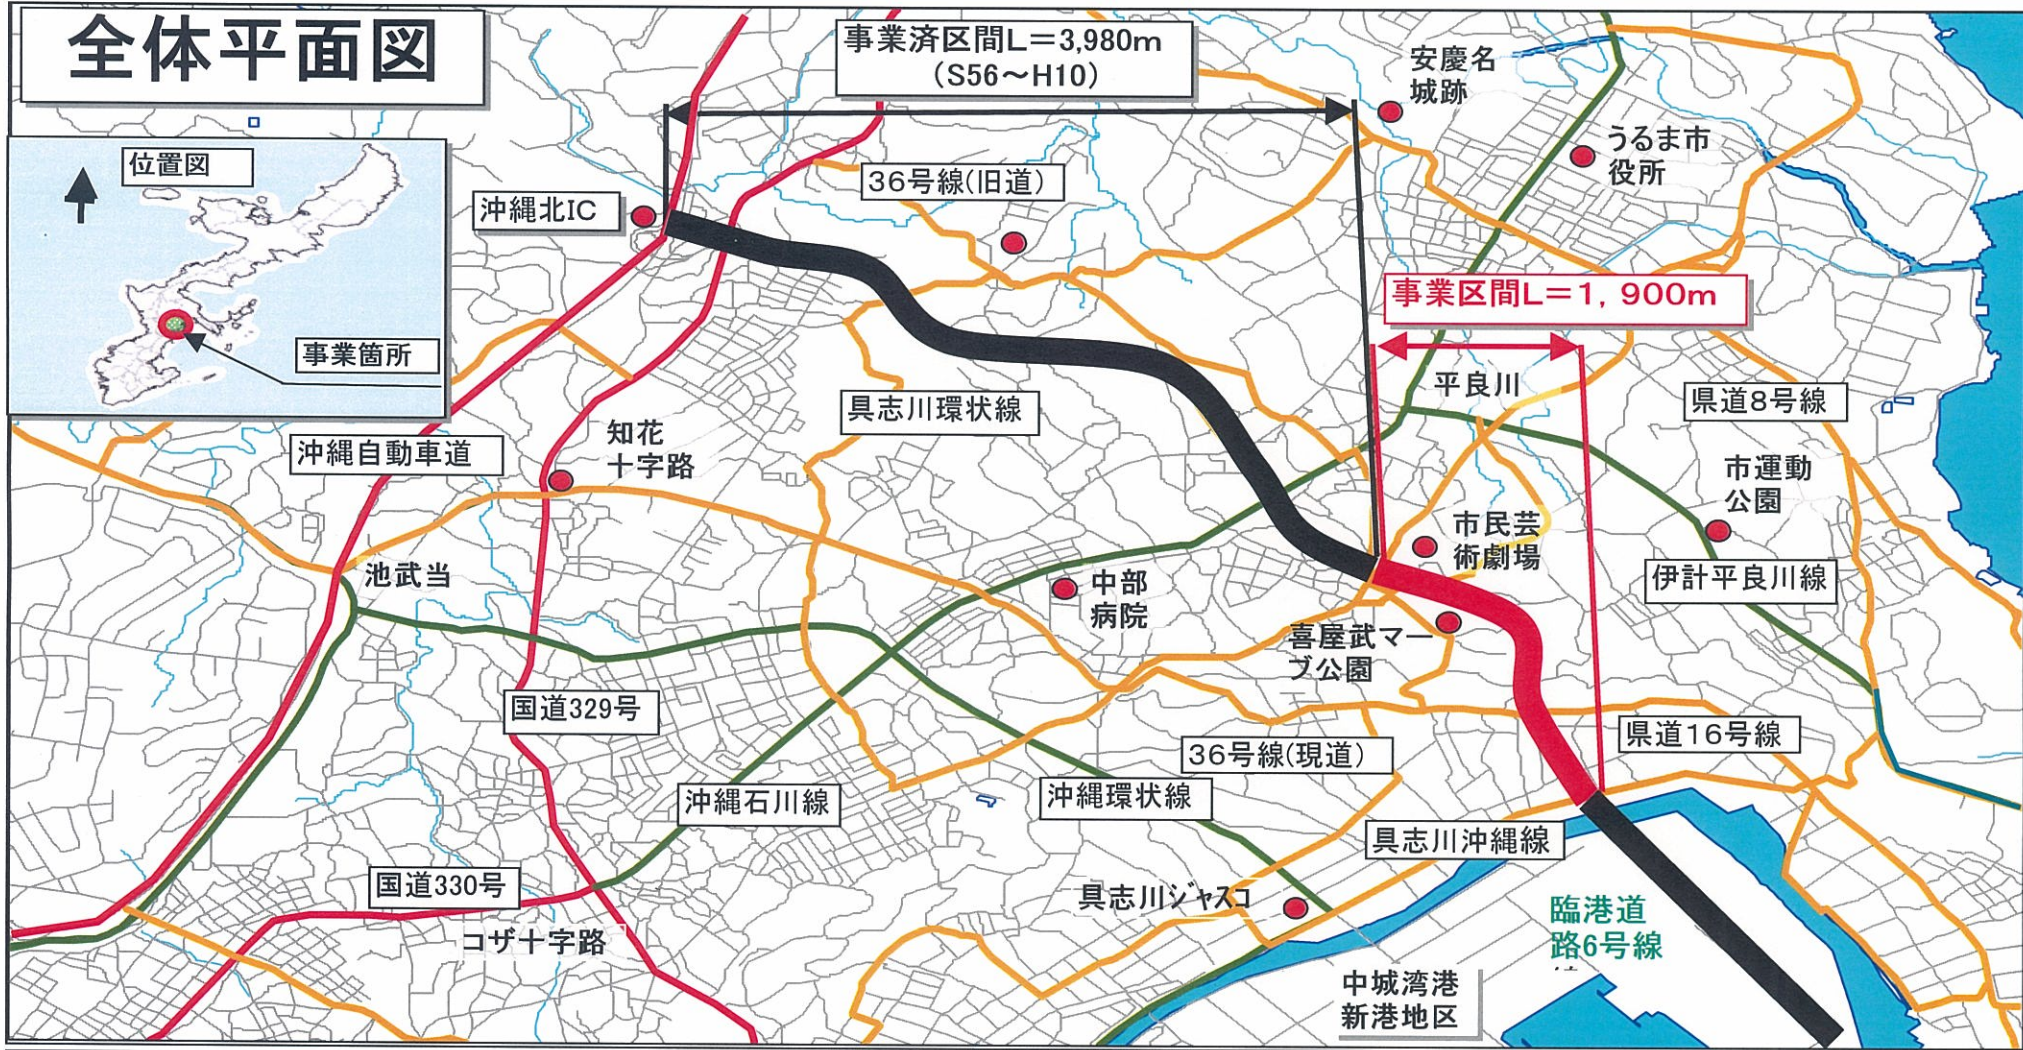 全体平面図
事業済区間L＝3,980m
（S56～H10）
安慶名
城跡
うるま市
役所
位置図
36号線(旧道)
沖縄北IC
事業区間L＝1，900m
事業箇所
平良川
県道8号線
具志川環状線
沖縄自動車道
知花
十字路
市運動
公園
市民芸
術劇場
伊計平良川線
池武当
中部
病院
喜屋武マー
ブ公園
国道329号
県道16号線
36号線(現道)
沖縄石川線
沖縄環状線
具志川沖縄線
国道330号
具志川ジャスコ
コザ十字路
臨港道
路6号線
中城湾港
新港地区